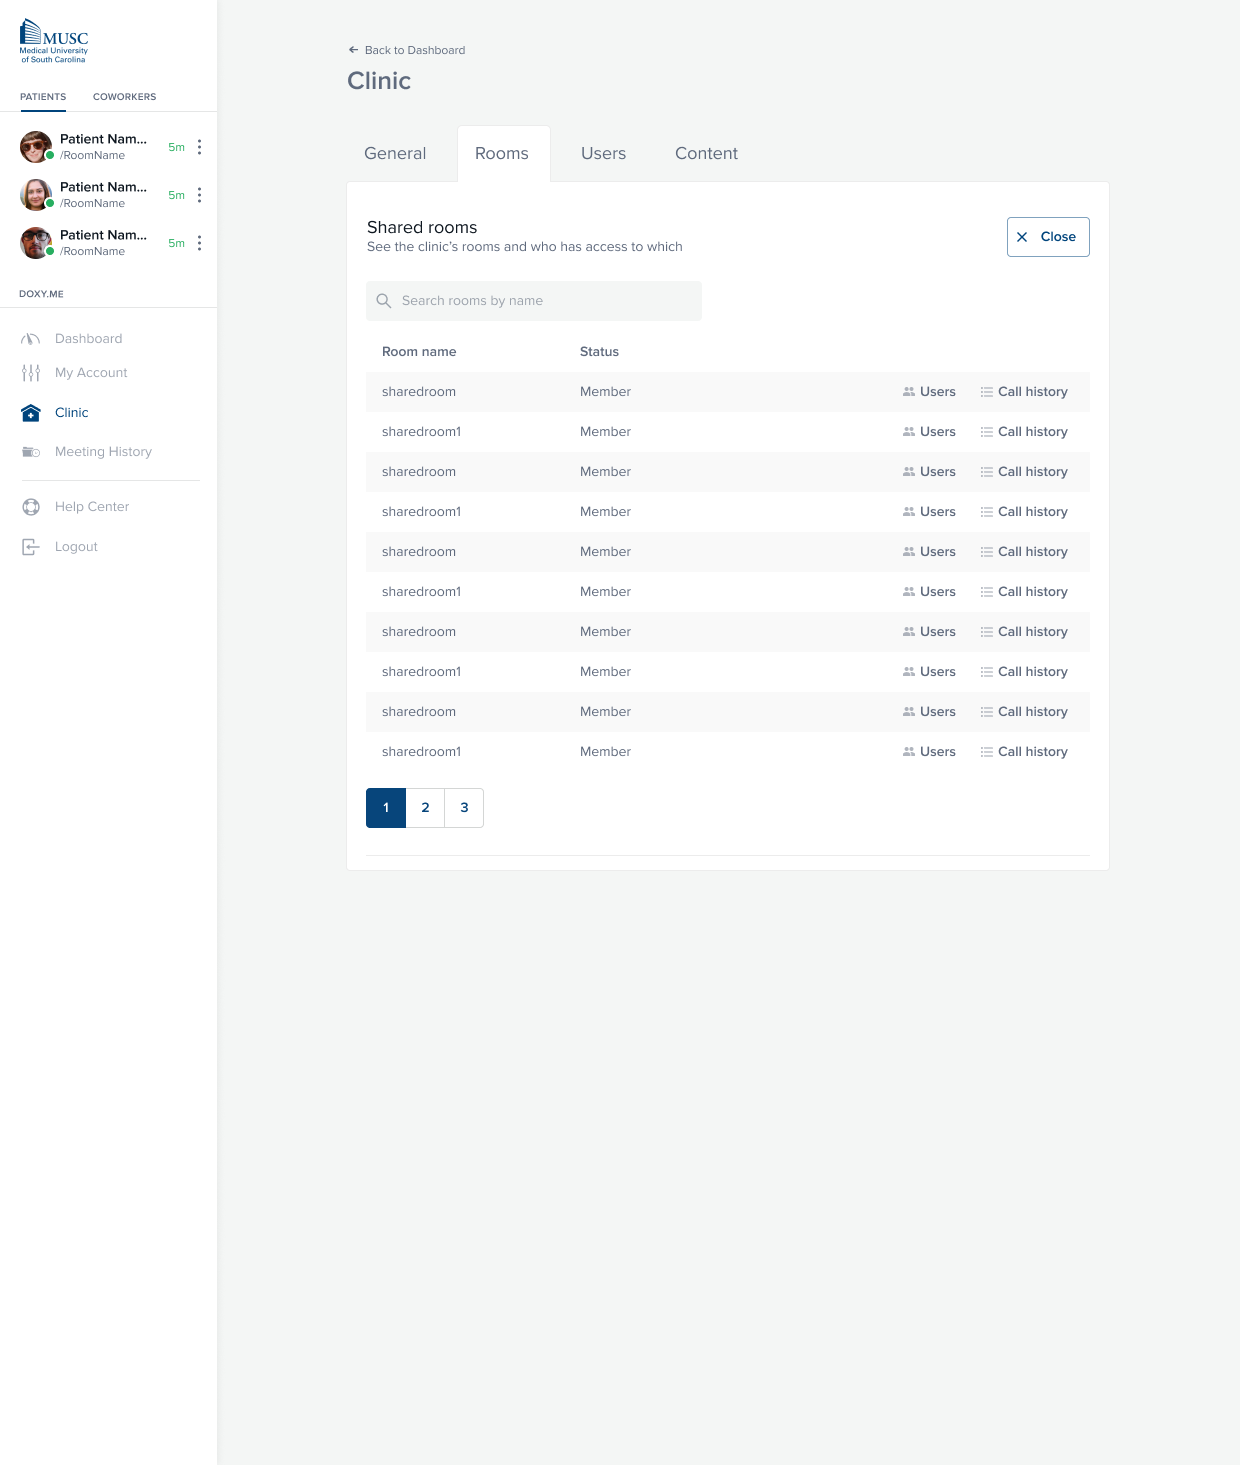 MUSC
Medical University
of South Carolina
PATIENTS COWORKERS
Patient Nam...
/RoomName
5m
Patient Nam...
/RoomName
5m
Patient Nam...
/RoomName
5m
DOXY.ME
Dashboard
My Account
Clinic
Meeting History
Help Center
Logout
Back to Dashboard
Clinic
General Rooms Users Content
Shared rooms
See the clinic's rooms and who has access to which
Close
Search rooms by name
Room name Status
sharedroom Member Users Call history
sharedroom1 Member Users Call history
sharedroom Member Users Call history
sharedroom1 Member Users Call history
sharedroom Member Users Call history
sharedroom1 Member Users Call history
sharedroom Member Users Call history
sharedroom1 Member Users Call history
sharedroom Member Users Call history
sharedroom1 Member Users Call history
1 2 3